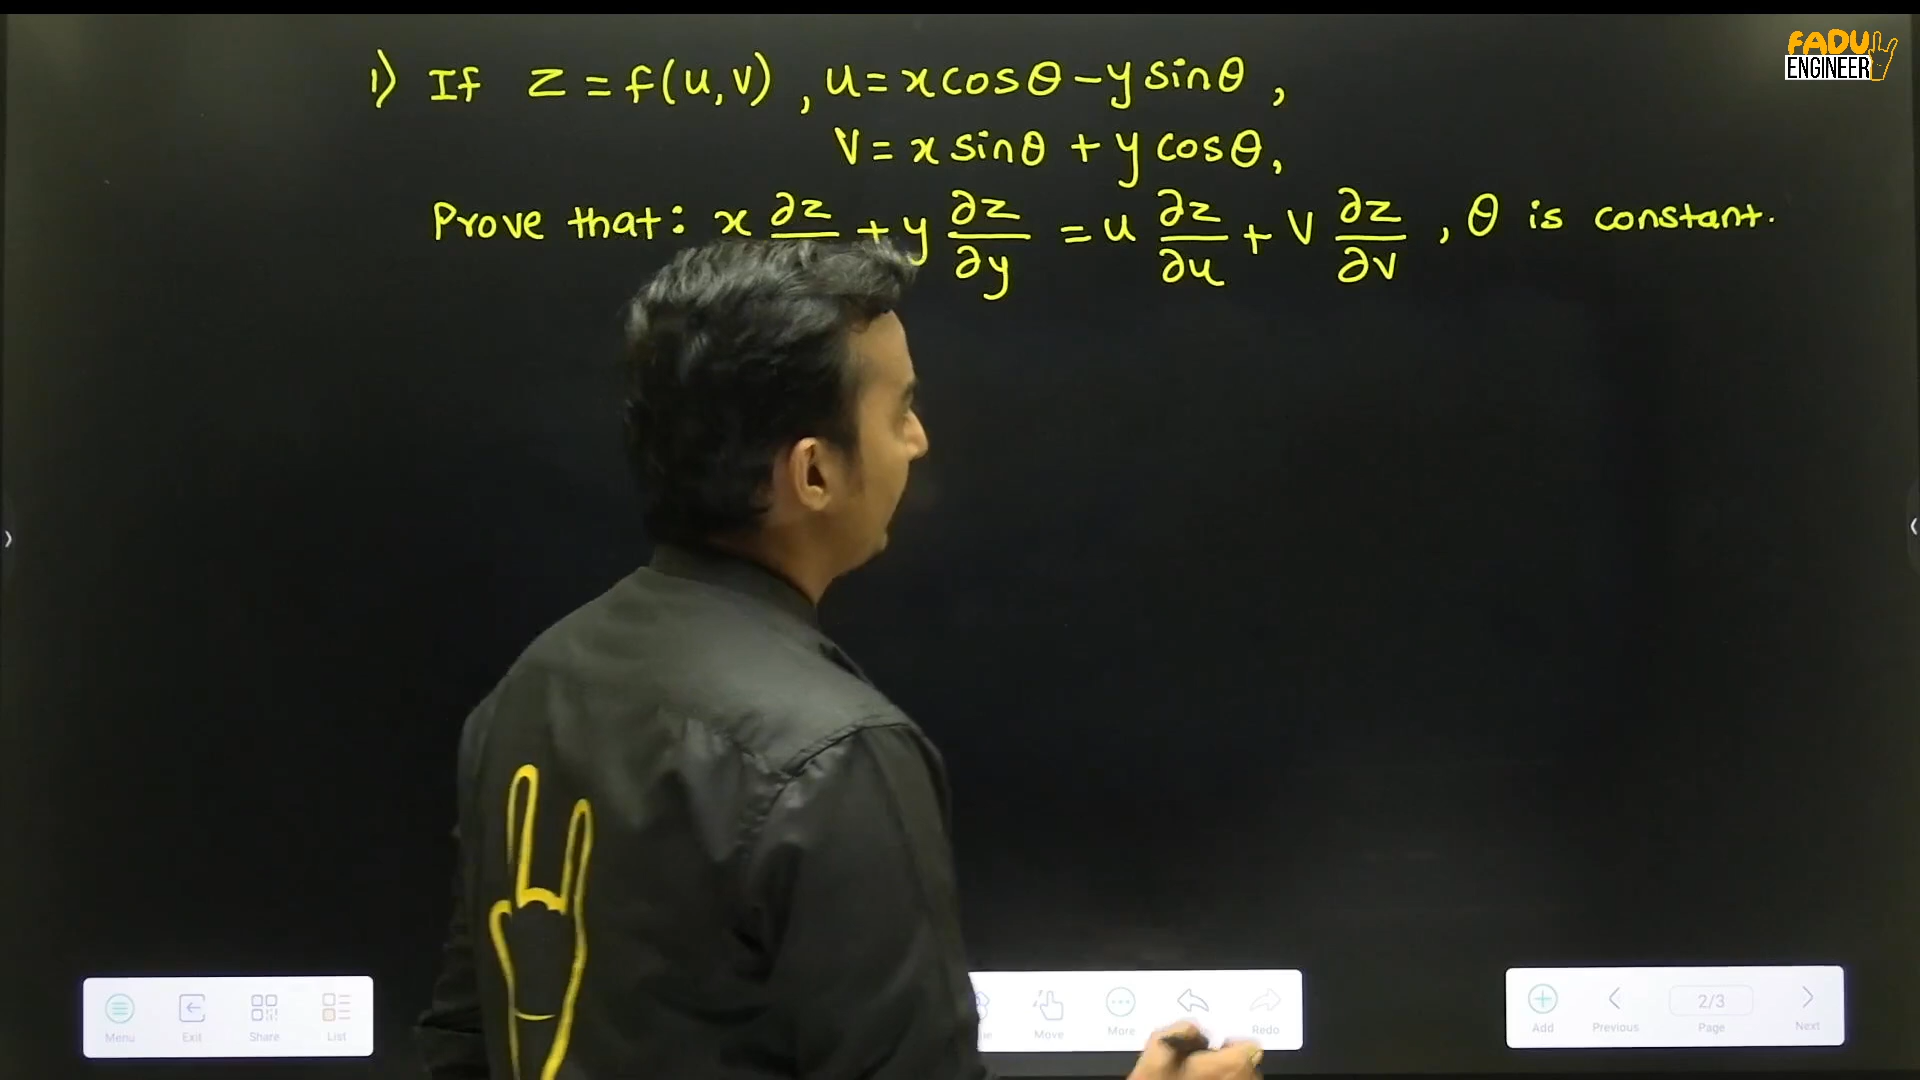 FADU
ENGINEER
1) If z = f(u,v), u = x cosθ - y sinθ,
v = x sinθ + y cosθ,
Prove that: x ∂z + y ∂z/∂y = u ∂z/∂u + v ∂z/∂v, θ is constant.
Menu Exit Share List Move More Redo Add Previous 2/3 Page Next